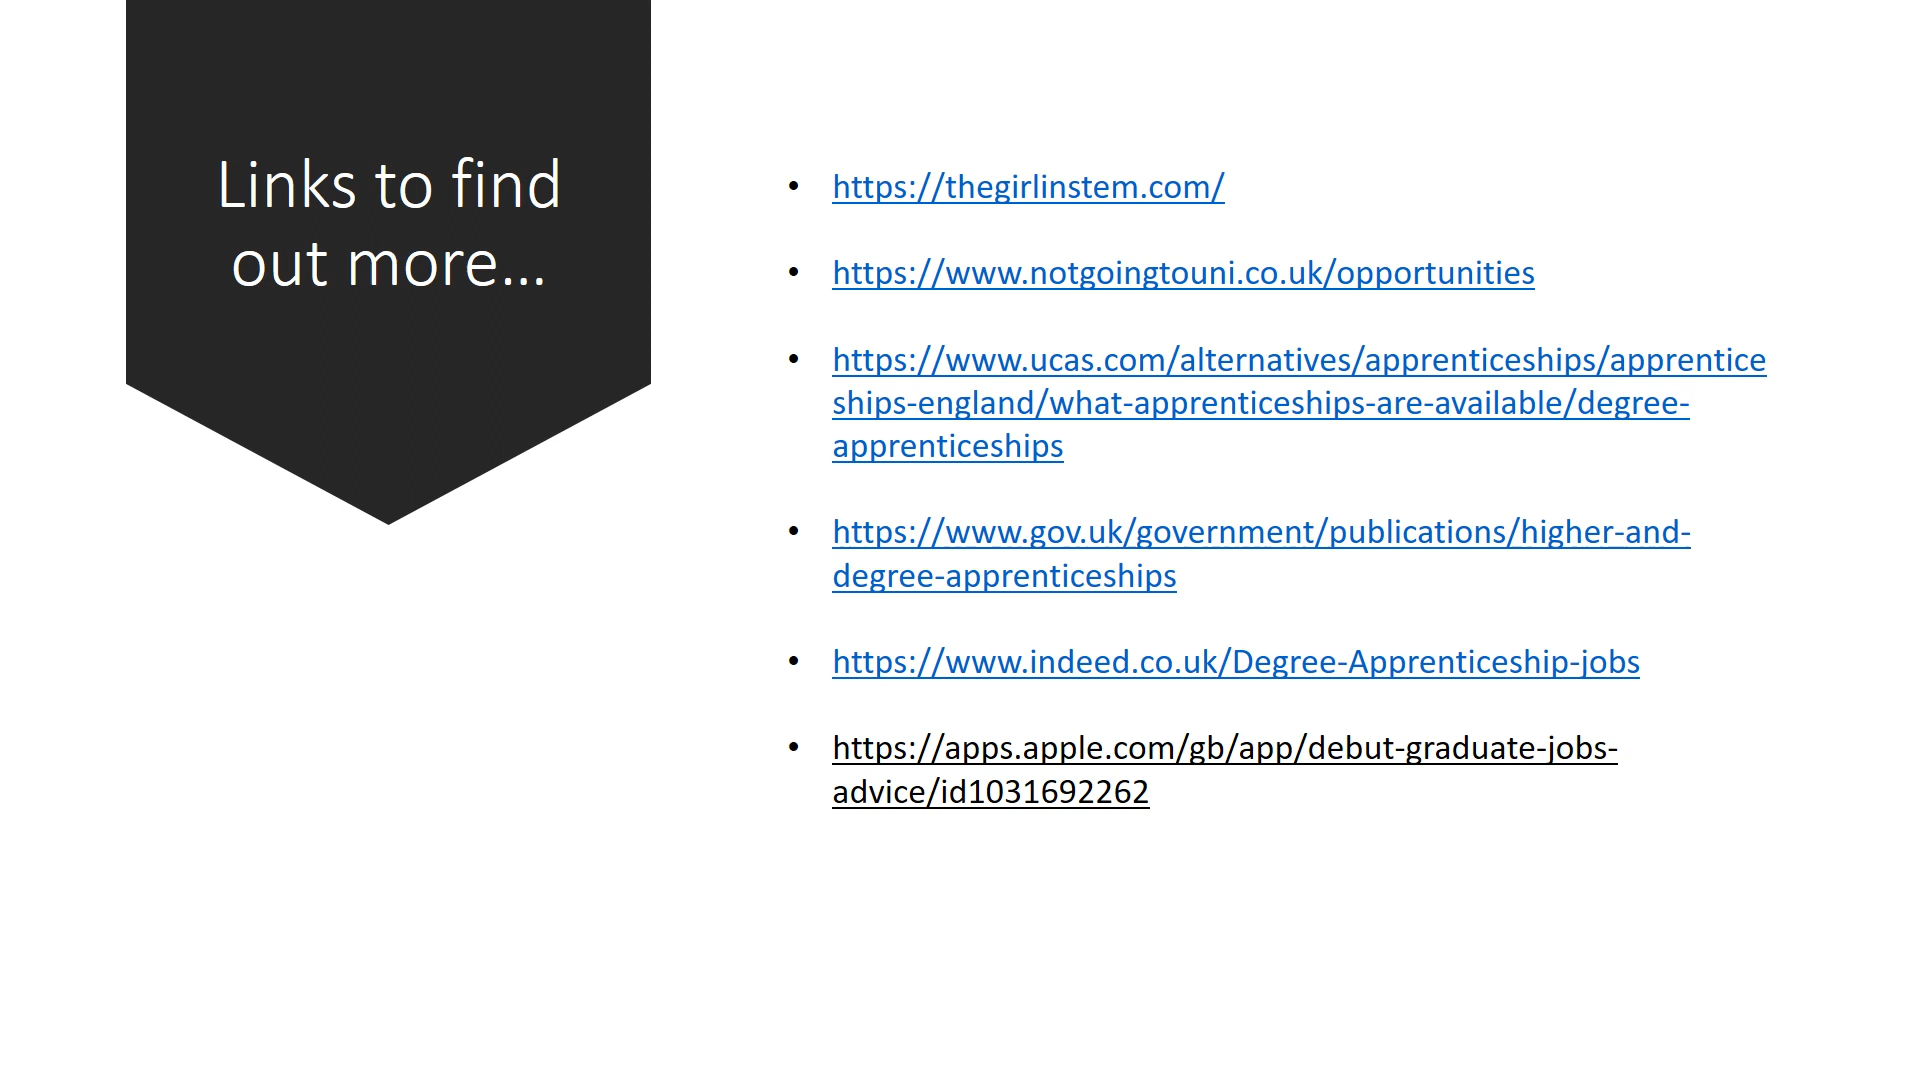 Links to find
out more...
• https://thegirlinstem.com/
• https://www.notgoingtouni.co.uk/opportunities
• https://www.ucas.com/alternatives/apprenticeships/apprentice
ships-england/what-apprenticeships-are-available/degree-
apprenticeships
• https://www.gov.uk/government/publications/higher-and-
degree-apprenticeships
• https://www.indeed.co.uk/Degree-Apprenticeship-jobs
• https://apps.apple.com/gb/app/debut-graduate-jobs-
advice/id1031692262